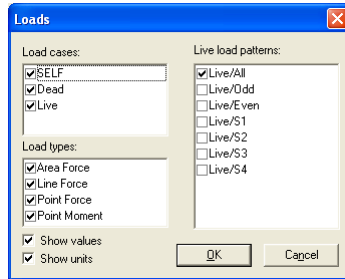 Loads
Load cases:
SELF
Dead
Live
Load types:
Area Force
Line Force
Point Force
Point Moment
Show values
Show units
Live load patterns:
Live/All
Live/Odd
Live/Even
Live/S1
Live/S2
Live/S3
Live/S4
OK
Cancel